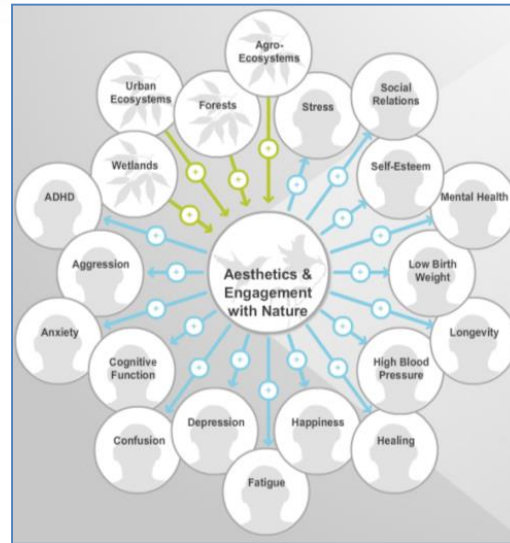 Agro-
Ecosystems
Urban
Ecosystems
Forests
Stress
Social
Relations
Wetlands
Self-Esteem
ADHD
Mental Health
Aggression
Aesthetics &
Engagement
with Nature
Low Birth
Weight
Anxiety
Longevity
Cognitive
Function
High Blood
Pressure
Confusion
Depression
Happiness
Healing
Fatigue